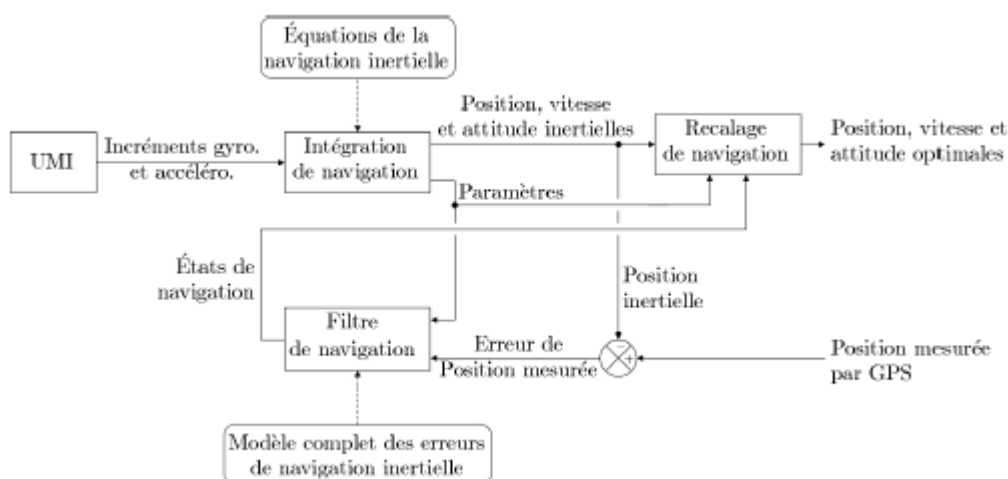 Équations de la
navigation inertielle
Position, vitesse
et attitude inertielles
UMI
Incréments gyro.
et accéléro.
Intégration
de navigation
Recalage
de navigation
Position, vitesse et
attitude optimales
Paramètres
États de
navigation
Position
inertielle
Filtre
de navigation
Erreur de
Position mesurée
−
+
Position mesurée
par GPS
Modèle complet des erreurs
de navigation inertielle